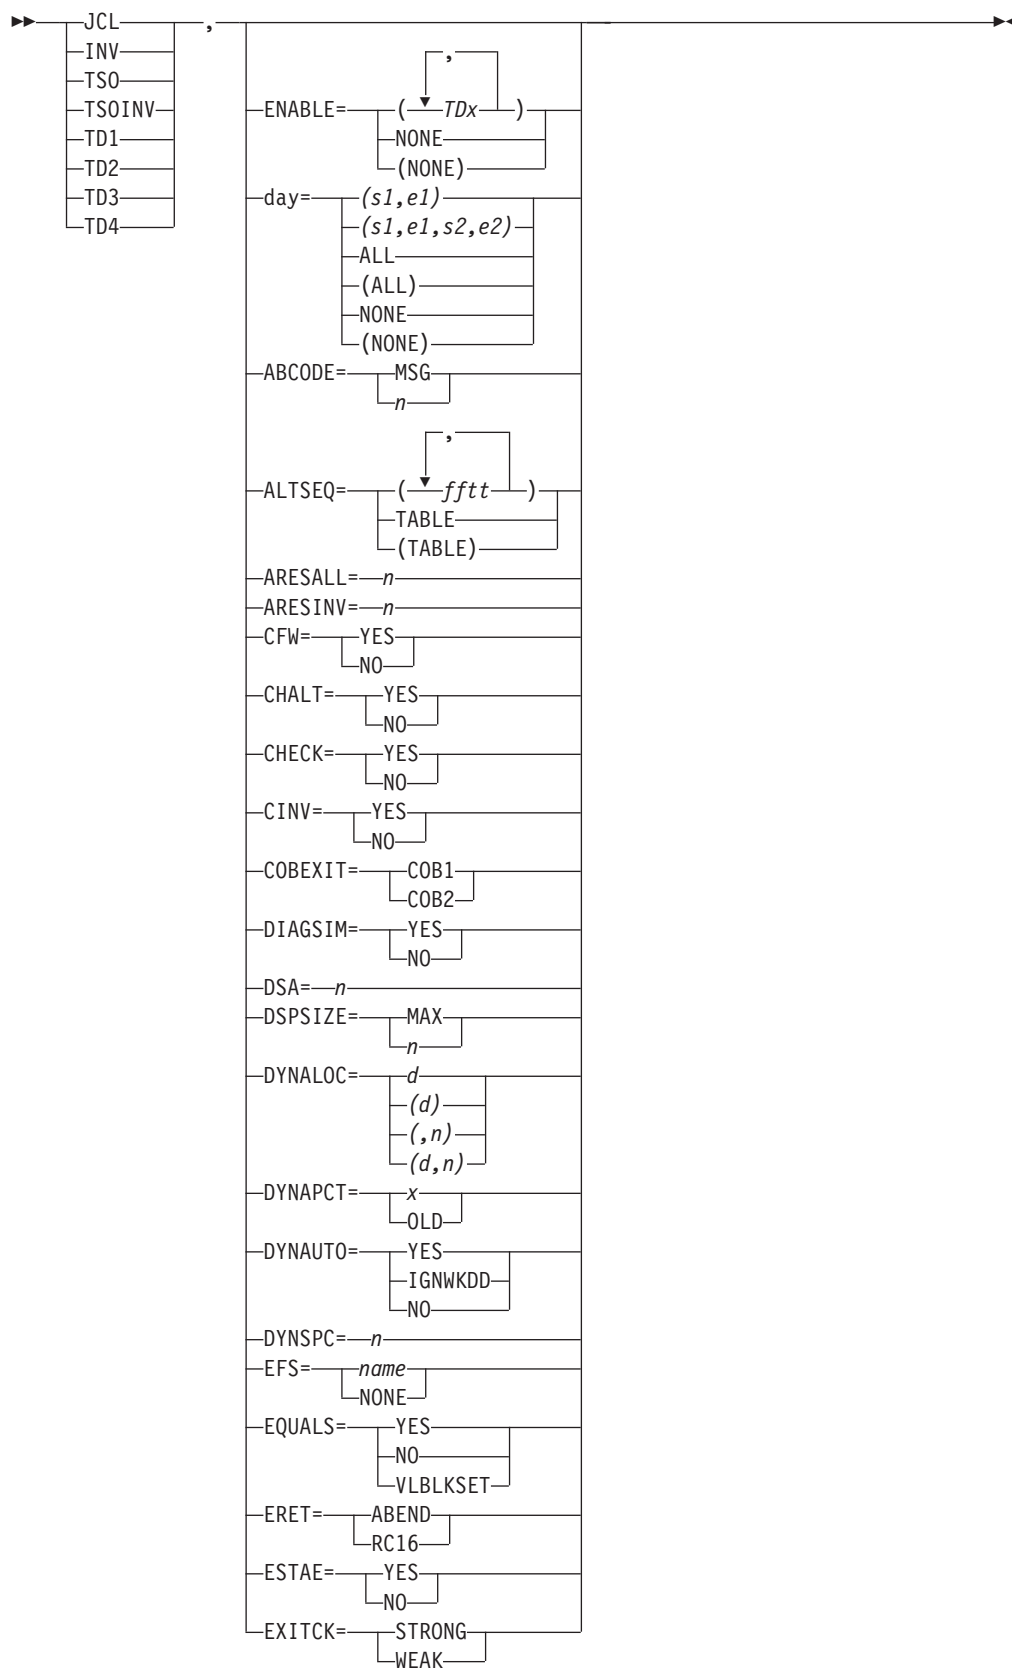 JCL ,
INV
TSO ,
TSOINV ENABLE= ( TDx )
TD1 NONE
TD2 (NONE)
TD3 day= (s1,e1)
TD4 (s1,e1,s2,e2)
ALL
(ALL)
NONE
(NONE)
ABCODE= MSG
n
,
ALTSEQ= ( fftt )
TABLE
(TABLE)
ARESALL= n
ARESINV= n
CFW= YES
NO
CHALT= YES
NO
CHECK= YES
NO
CINV= YES
NO
COBEXIT= COB1
COB2
DIAGSIM= YES
NO
DSA= n
DSPSIZE= MAX
n
DYNALOC= d
(d)
(,n)
(d,n)
DYNAPCT= x
OLD
DYNAUTO= YES
IGNWKDD
NO
DYNSPC= n
EFS= name
NONE
EQUALS= YES
NO
VLBLKSET
ERET= ABEND
RC16
ESTAE= YES
NO
EXITCK= STRONG
WEAK